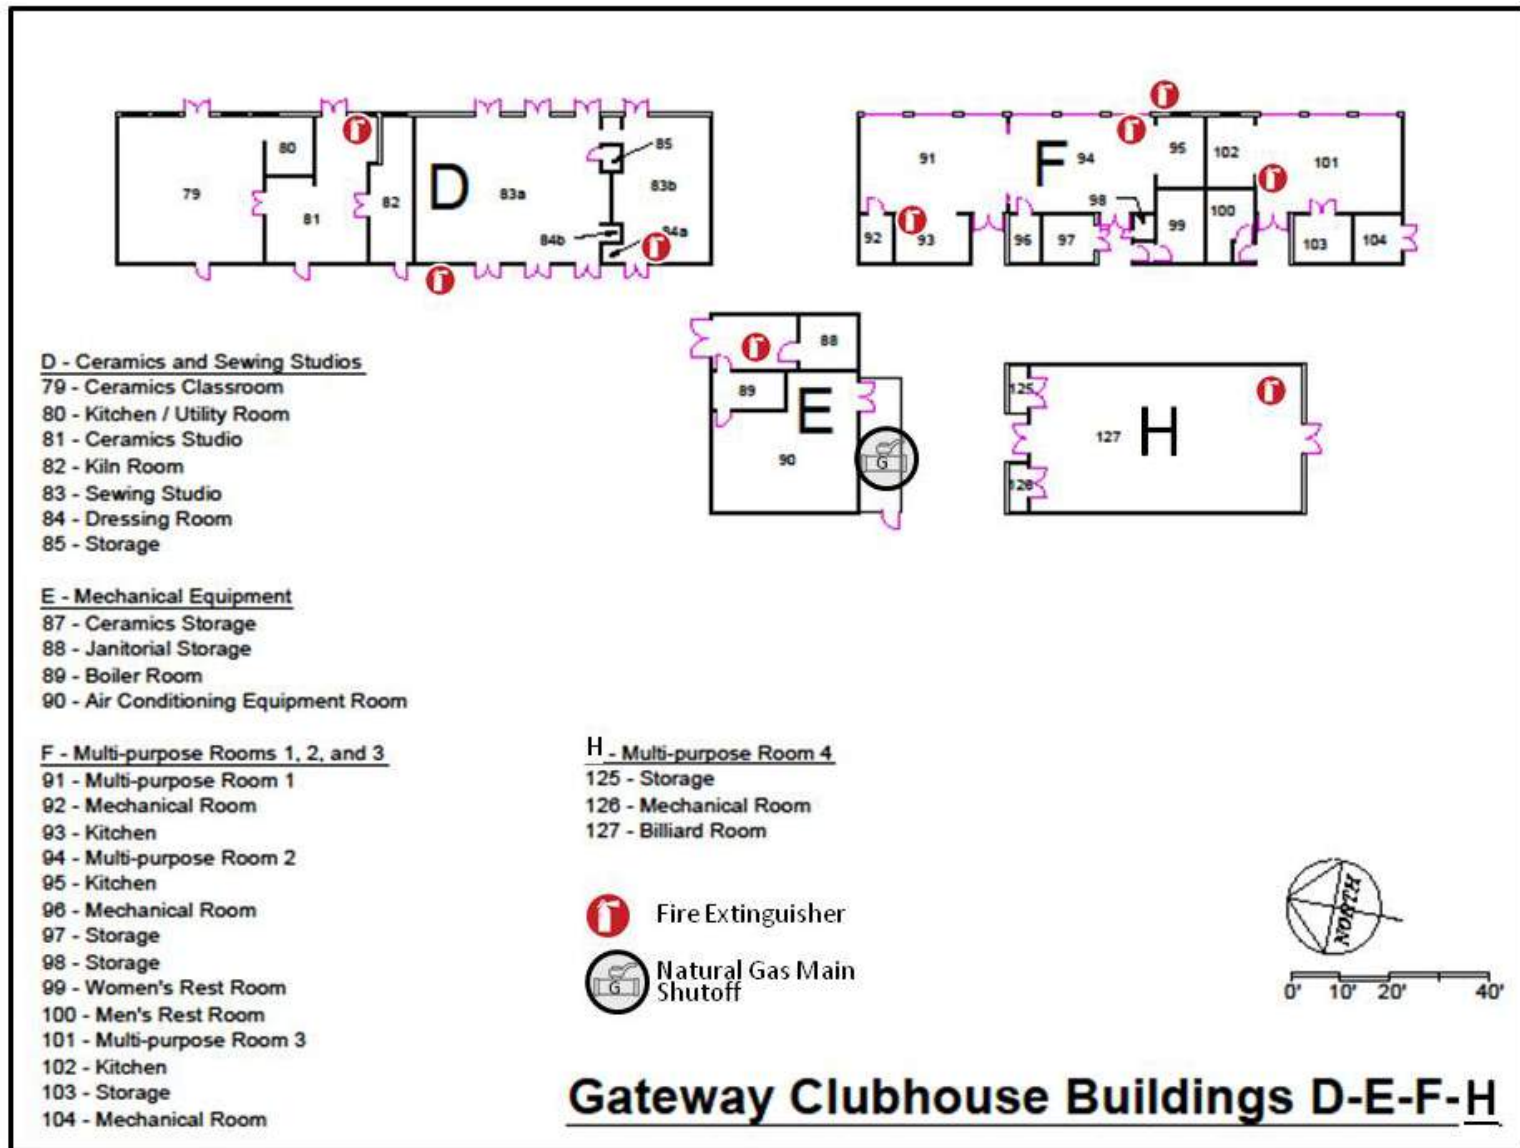 80
79
81
82
D
83a
85
83b
84b
84a
91
F
94
95
102
101
98
92
93
96
97
99
100
103
104
88
89
E
90
G
125
127
H
126
D - Ceramics and Sewing Studios
79 - Ceramics Classroom
80 - Kitchen / Utility Room
81 - Ceramics Studio
82 - Kiln Room
83 - Sewing Studio
84 - Dressing Room
85 - Storage
E - Mechanical Equipment
87 - Ceramics Storage
88 - Janitorial Storage
89 - Boiler Room
90 - Air Conditioning Equipment Room
F - Multi-purpose Rooms 1, 2, and 3
91 - Multi-purpose Room 1
92 - Mechanical Room
93 - Kitchen
94 - Multi-purpose Room 2
95 - Kitchen
96 - Mechanical Room
97 - Storage
98 - Storage
99 - Women's Rest Room
100 - Men's Rest Room
101 - Multi-purpose Room 3
102 - Kitchen
103 - Storage
104 - Mechanical Room
H - Multi-purpose Room 4
125 - Storage
126 - Mechanical Room
127 - Billiard Room
Fire Extinguisher
G
Natural Gas Main
Shutoff
NORTH
0' 10' 20' 40'
Gateway Clubhouse Buildings D-E-F-H